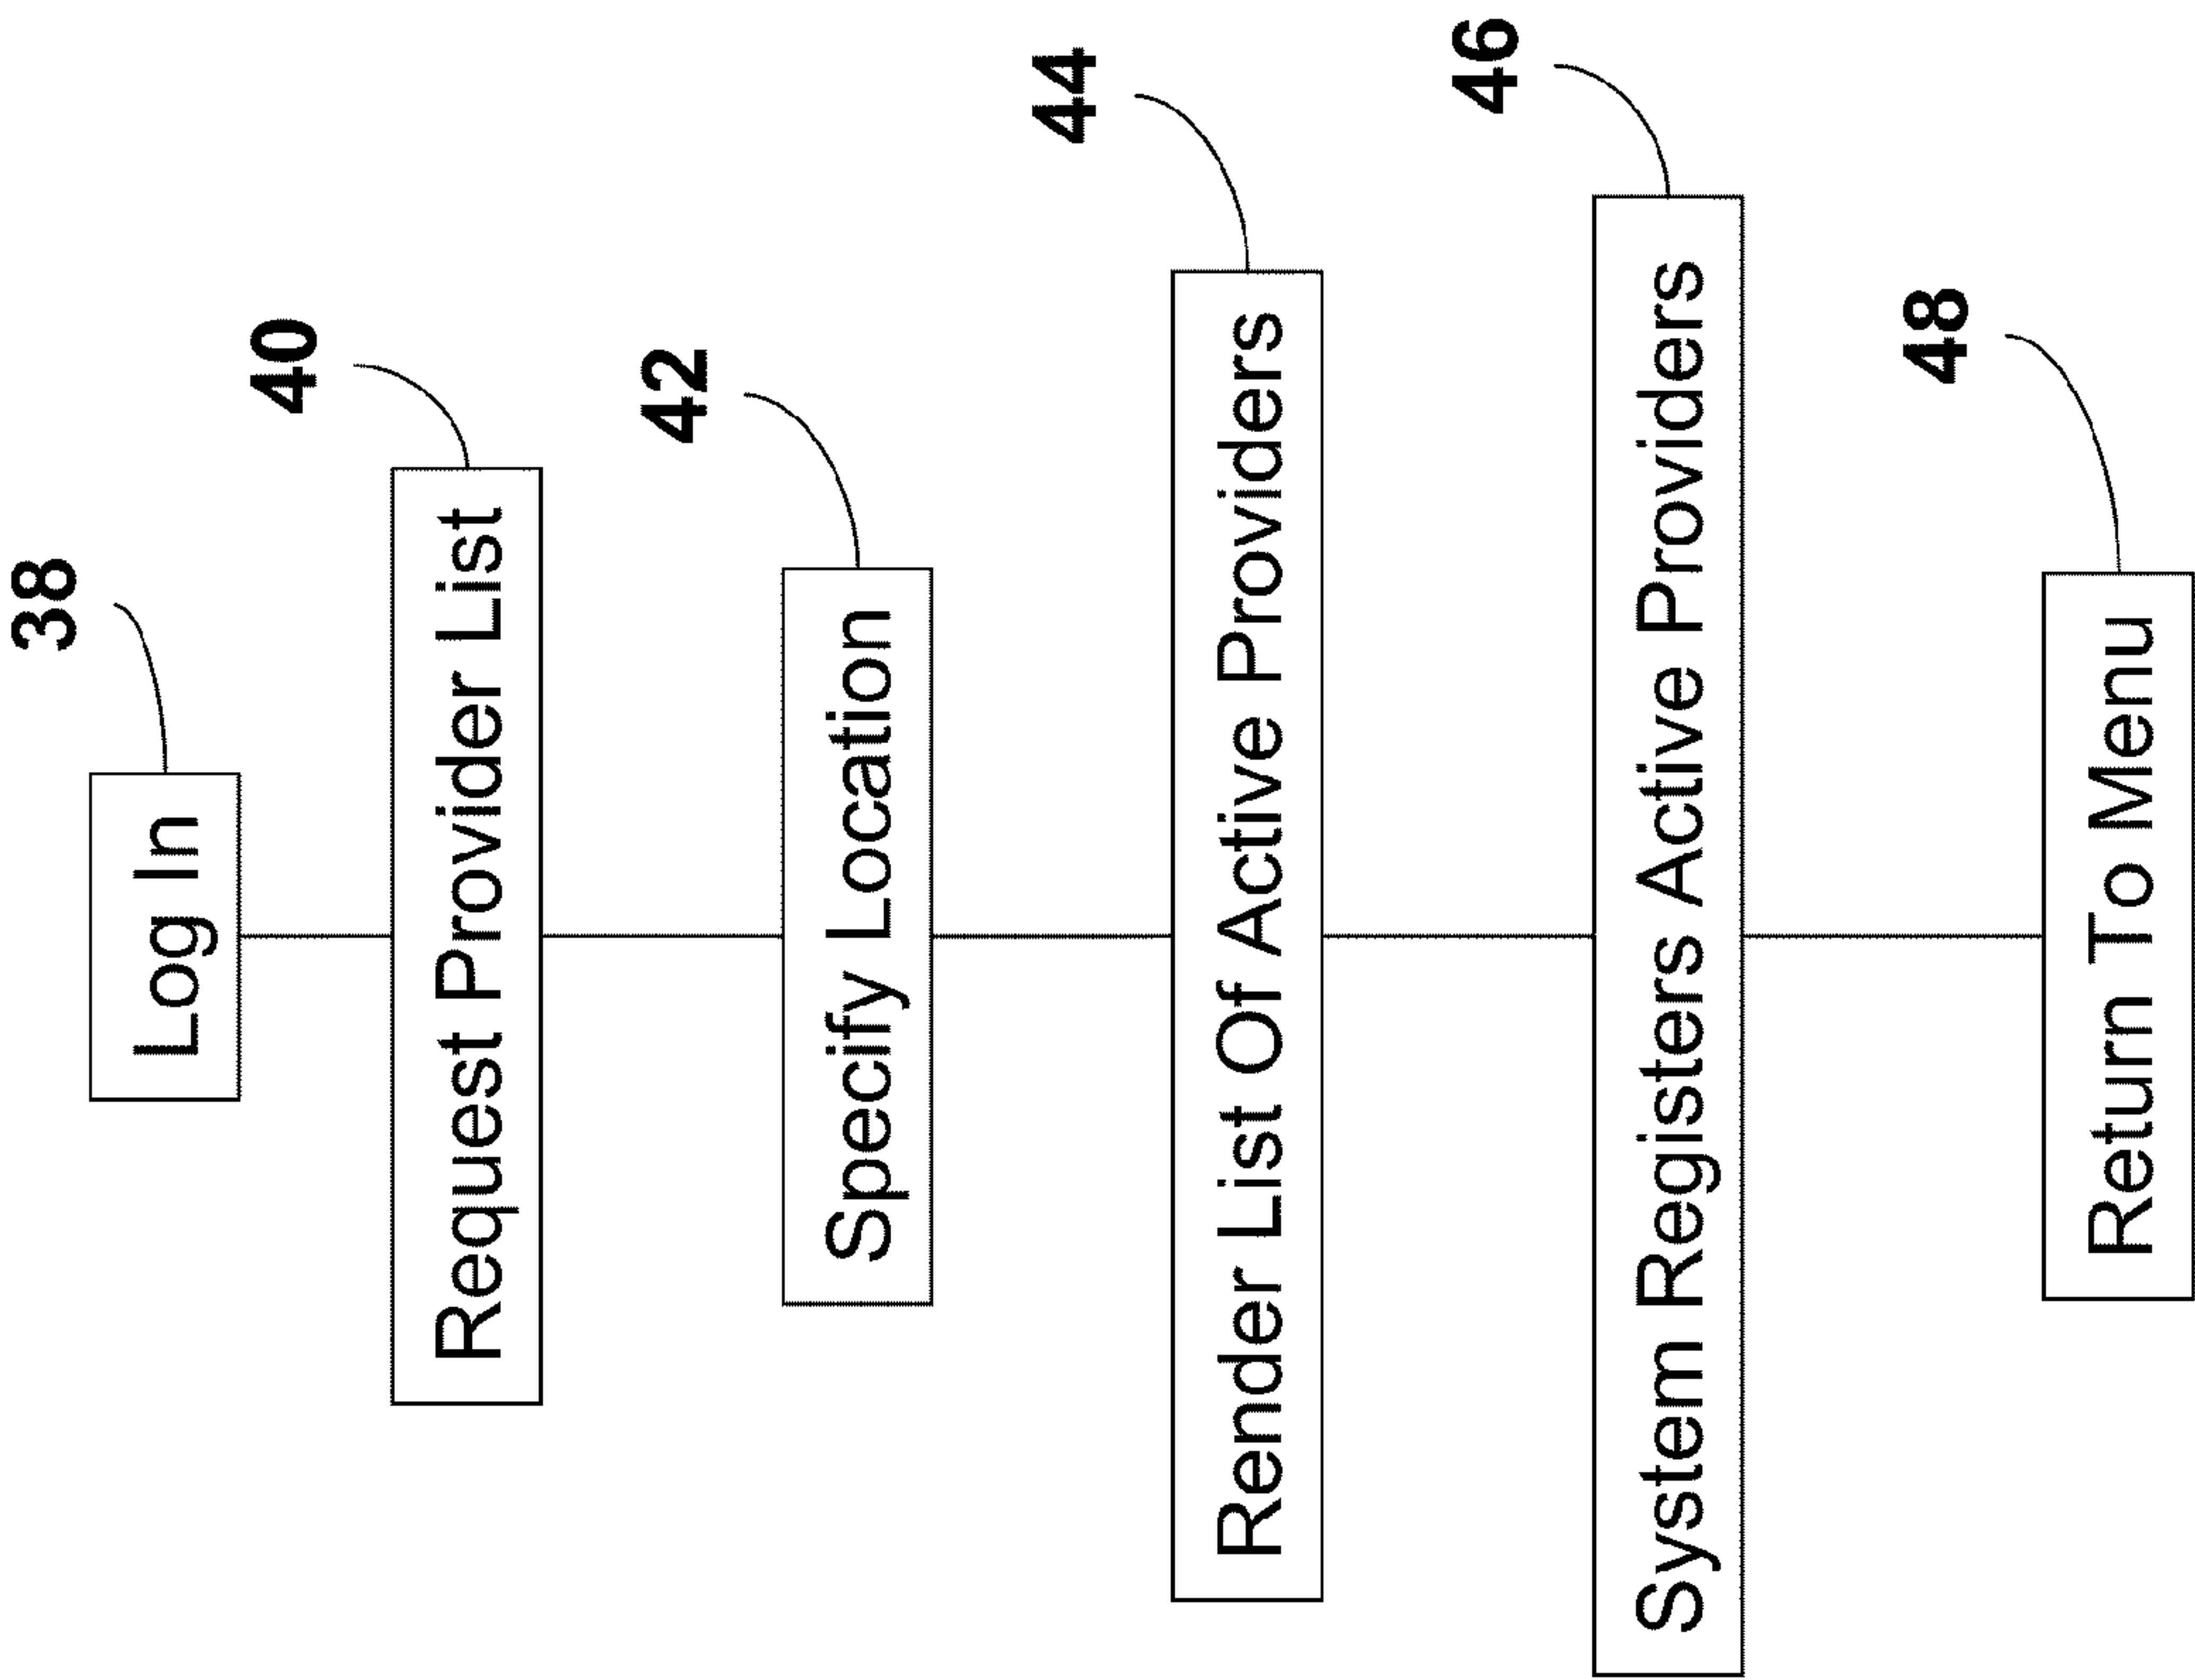 38
Log In
40
Request Provider List
42
Specify Location
44
Render List Of Active Providers
46
System Registers Active Providers
48
Return To Menu